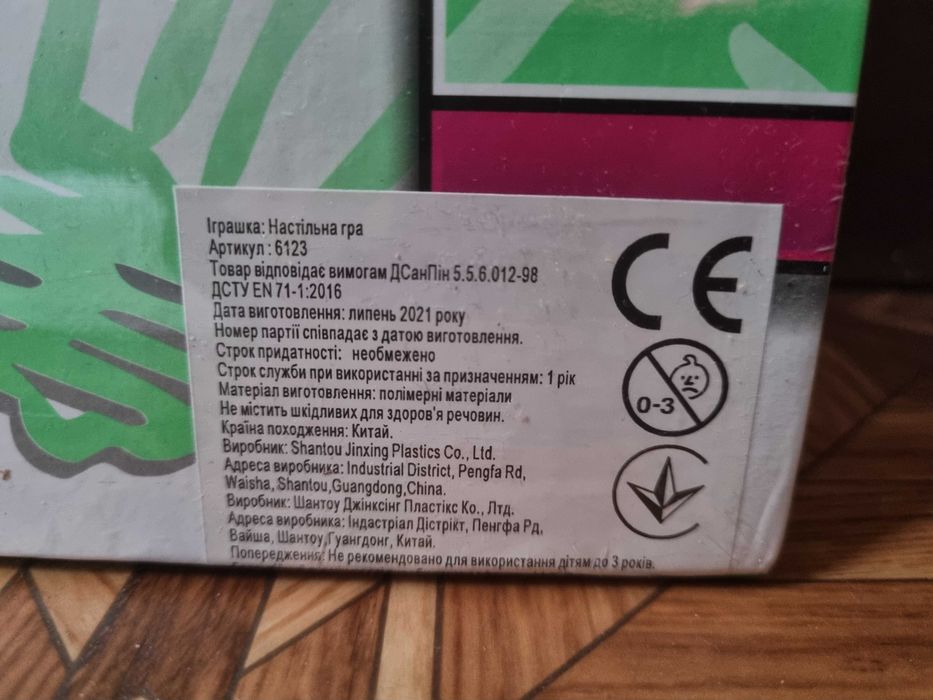 Іграшка: Настільна гра
Артикул : 6123
Товар відповідає вимогам ДСанПін 5.5.6.012-98
ДСТУ EN 71-1:2016
Дата виготовлення: липень 2021 року
Номер партії співпадає з датою виготовлення.
Строк придатності: необмежено
Строк служби при використанні за призначенням: 1 рік
Матеріал виготовлення: полімерні матеріали
Не містить шкідливих для здоров'я речовин.
Країна походження: Китай.
Виробник: Shantou Jinxing Plastics Co., Ltd.
Адреса виробника: Industrial District, Pengfa Rd,
Waisha, Shantou,Guangdong,China.
Виробник: Шантоу Джінксінг Пластікс Ко., Лтд.
Адреса виробника: Індастріал Дістрікт, Пенгфа Рд,
Вайша, Шантоу,Гуангдонг, Китай.
Попередження: Не рекомендовано для використання дітям до 3 років.
CE
0-3